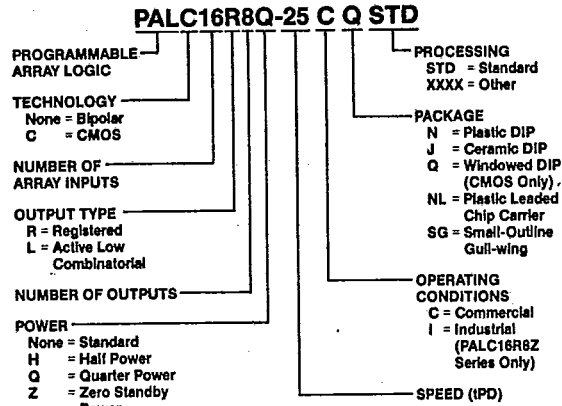 PALC16R8Q-25 C Q STD
PROGRAMMABLE
ARRAY LOGIC
TECHNOLOGY
None = Bipolar
C = CMOS
NUMBER OF
ARRAY INPUTS
OUTPUT TYPE
R = Registered
L = Active Low
Combinatorial
NUMBER OF OUTPUTS
POWER
None = Standard
H = Half Power
Q = Quarter Power
Z = Zero Standby
PROCESSING
STD = Standard
XXXX = Other
PACKAGE
N = Plastic DIP
J = Ceramic DIP
Q = Windowed DIP
(CMOS Only)
NL = Plastic Leaded
Chip Carrier
SG = Small-Outline
Gull-wing
OPERATING
CONDITIONS
C = Commercial
I = Industrial
(PALC16R8Z
Series Only)
SPEED (tPD)